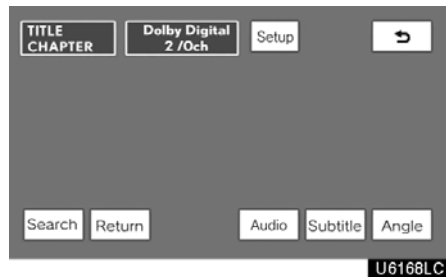 TITLE
CHAPTER
Dolby Digital
2 /0ch
Setup
Search
Return
Audio
Subtitle
Angle
U6168LC